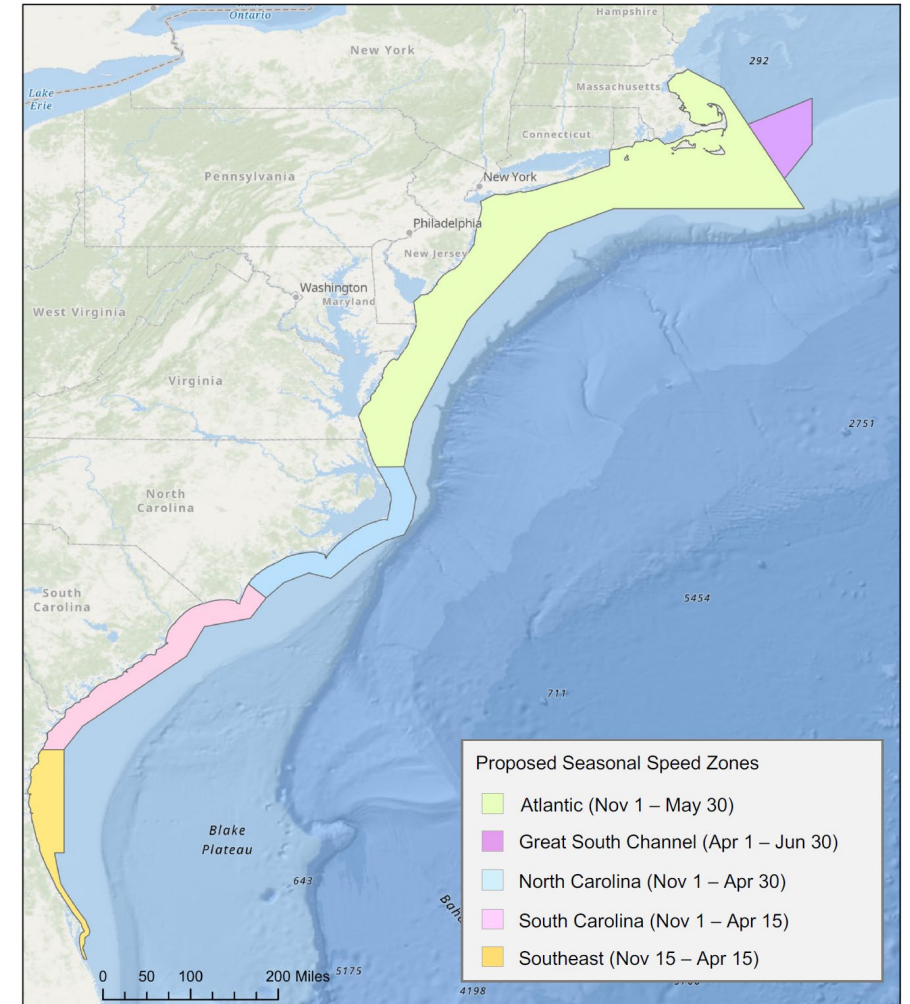 Hampshire
Ontario
New York
292
Lake
Erie
Massachusetts
Connecticut
Pennsylvania
New York
Philadelphia
New Jersey
Washington
Maryland
West Virginia
Virginia
2751
North
Carolina
South
Carolina
5454
711
Blake
Plateau
643
Proposed Seasonal Speed Zones
Atlantic (Nov 1 – May 30)
Great South Channel (Apr 1 – Jun 30)
North Carolina (Nov 1 – Apr 30)
South Carolina (Nov 1 – Apr 15)
Southeast (Nov 15 – Apr 15)
0 50 100 200 Miles
5175
4198